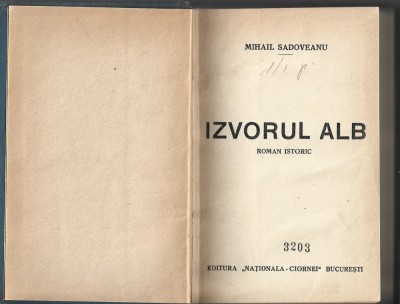 MIHAIL SADOVEANU
IZVORUL ALB
ROMAN ISTORIC
3203
EDITURA „NAȚIONALA-CIORNEI" BUCUREȘTI